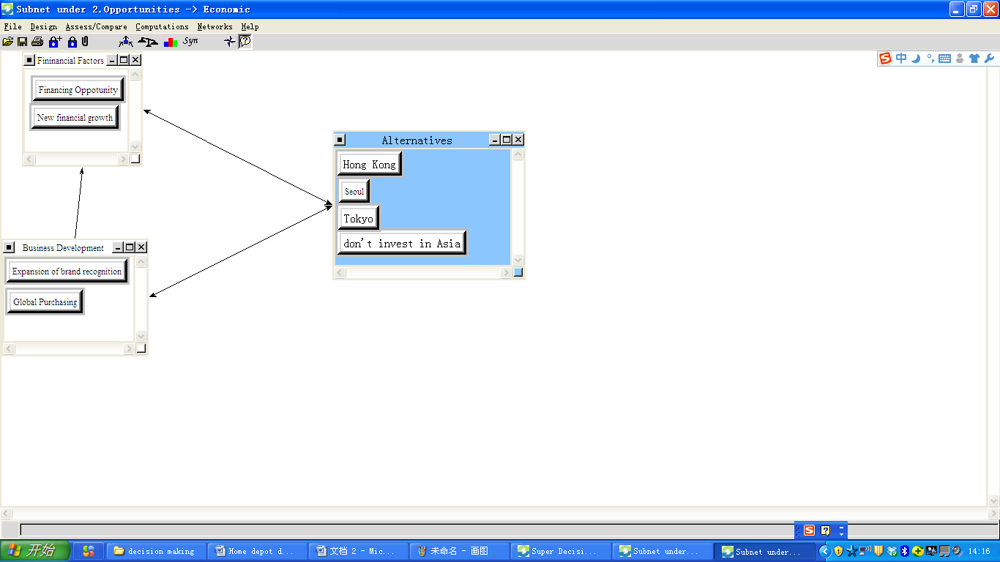 Subnet under 2.Opportunities -> Economic
File Design Assess/Compare Computations Networks Help
Syn
中
Fininancial Factors
Financing Oppotunity
New financial growth
Alternatives
Hong Kong
Seoul
Tokyo
don't invest in Asia
Business Development
Expansion of brand recognition
Global Purchasing
开始
decision making
Home depot d...
文档 2 - Mic...
未命名 - 画图
Super Decisi...
Subnet under...
Subnet under...
14:16